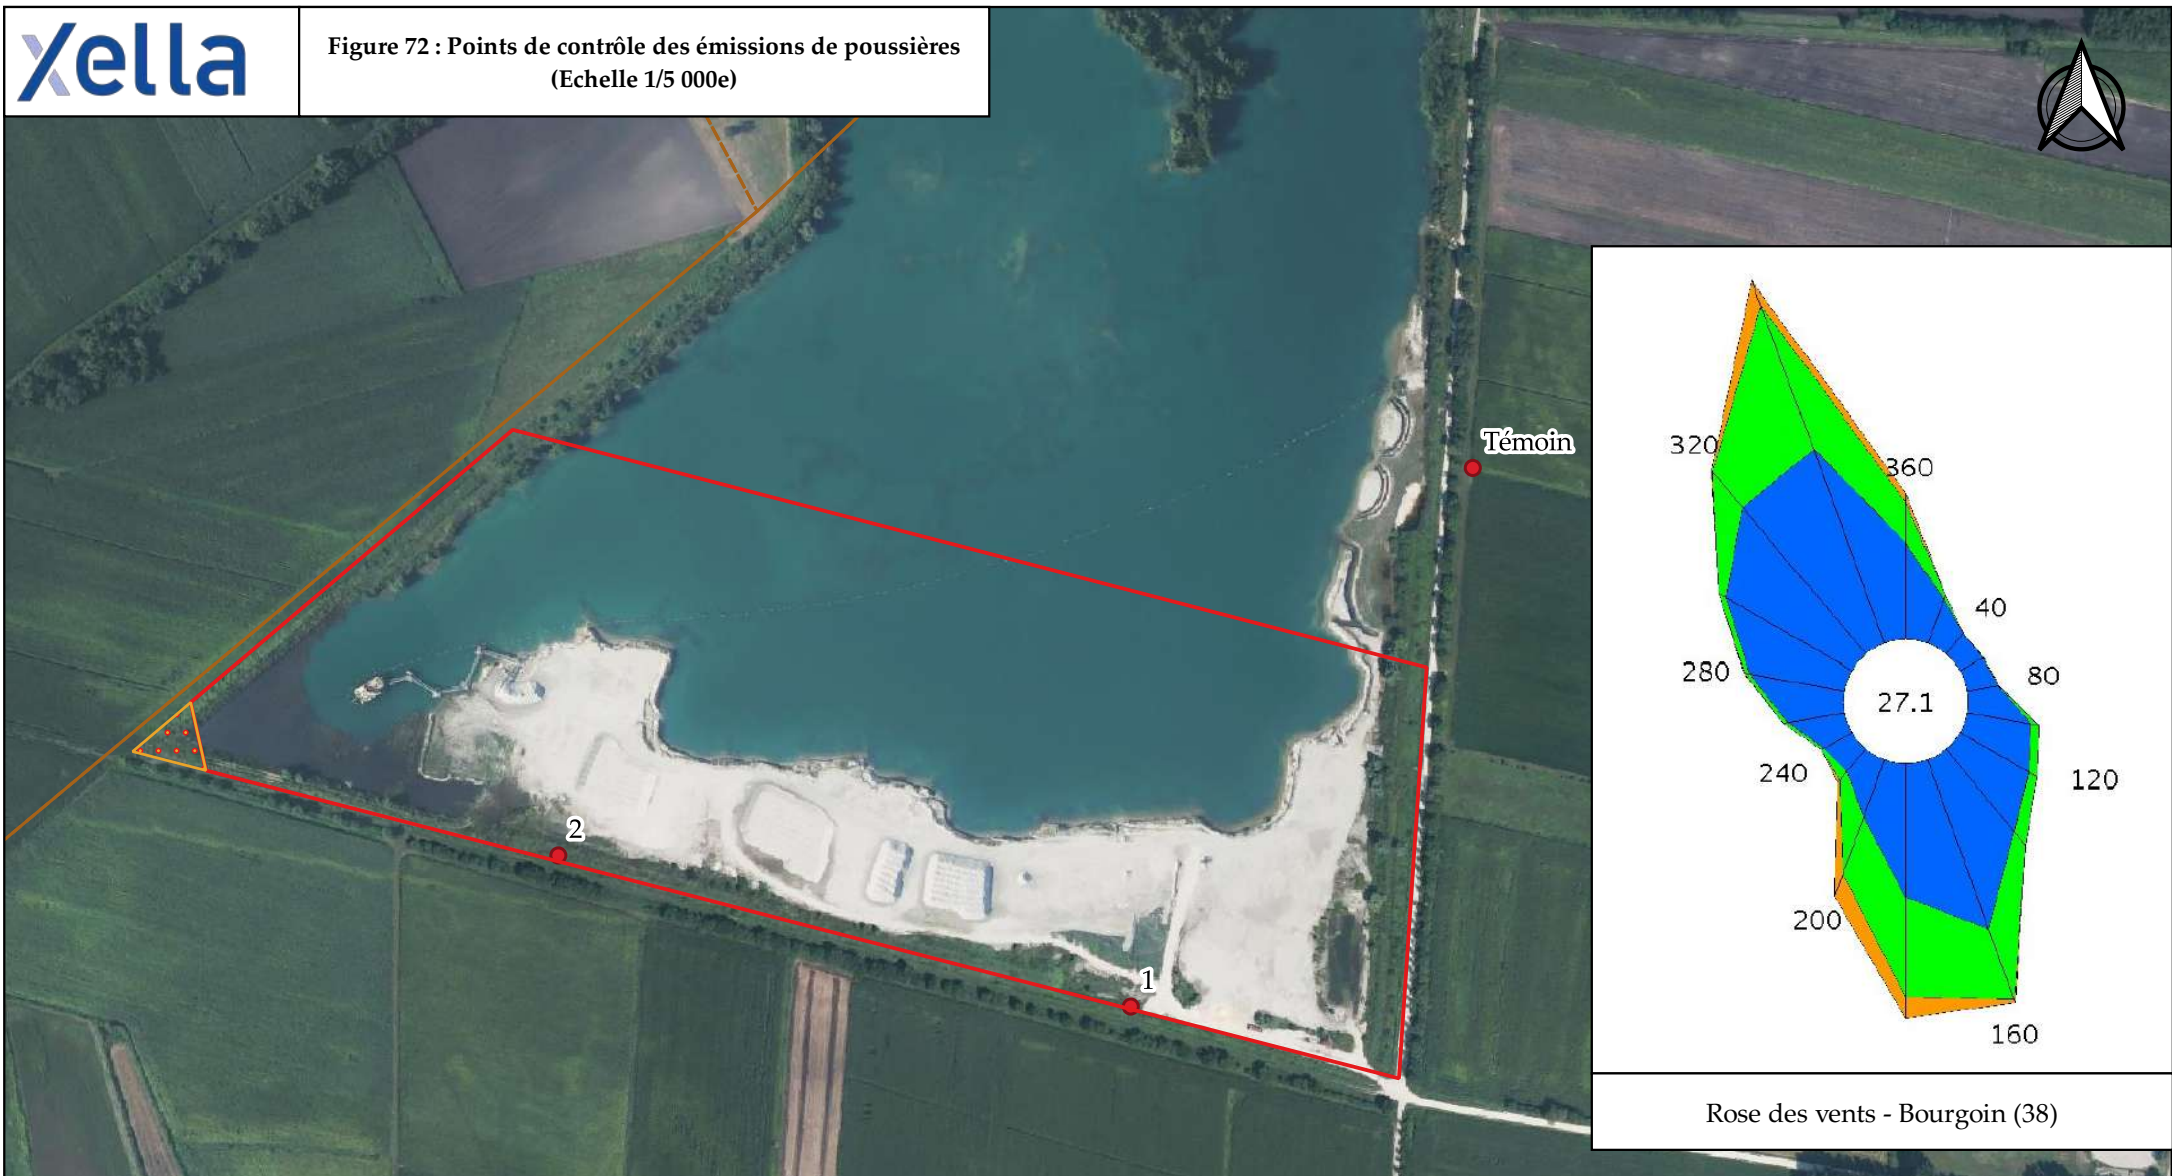 Xella
Figure 72 : Points de contrôle des émissions de poussières
(Echelle 1/5 000e)
Témoin
2
1
320
360
40
280
80
27.1
240
120
200
160
Rose des vents - Bourgoin (38)